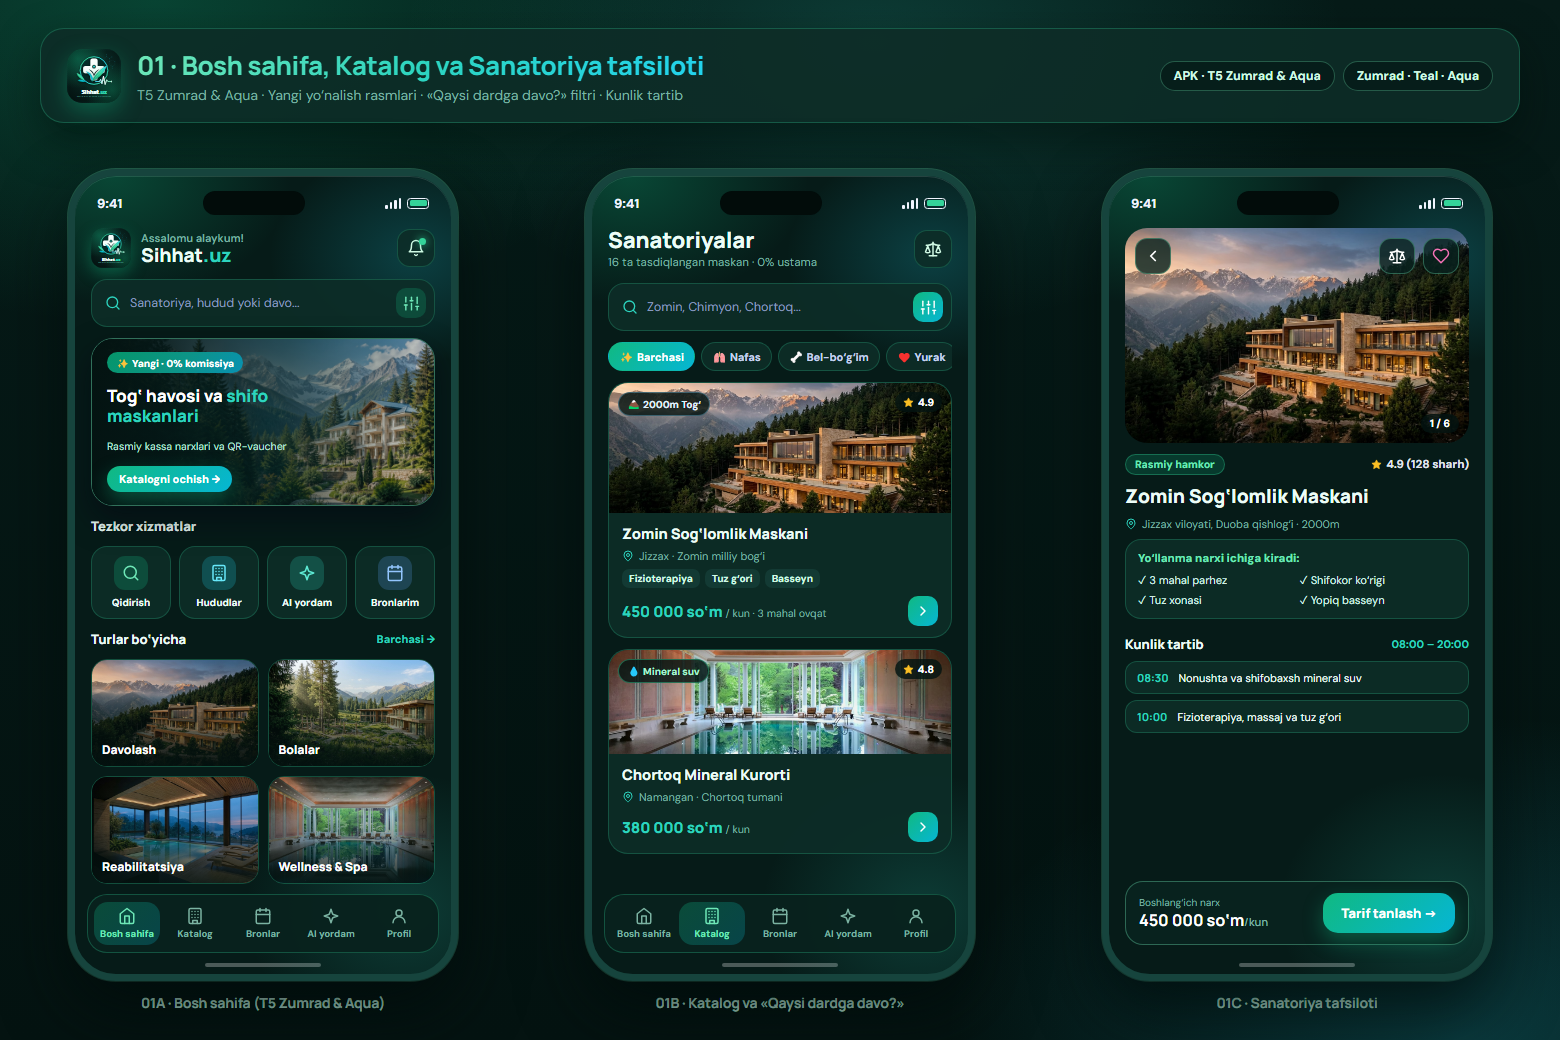 01 · Bosh sahifa, Katalog va Sanatoriya tafsiloti
T5 Zumrad & Aqua · Yangi yo‘nalish rasmlari · «Qaysi dardga davo?» filtri · Kunlik tartib
APK · T5 Zumrad & Aqua
Zumrad · Teal · Aqua
Sihhat.uz
9:41
Assalomu alaykum!
Sihhat.uz
Sanatoriya, hudud yoki davo...
✨ Yangi · 0% komissiya
Tog‘ havosi va shifo
maskanlari
Rasmiy kassa narxlari va QR-vaucher
Katalogni ochish →
Tezkor xizmatlar
Qidirish
Hududlar
AI yordam
Bronlarim
Turlar bo‘yicha
Barchasi →
Davolash
Bolalar
Reabilitatsiya
Wellness & Spa
Bosh sahifa
Katalog
Bronlar
AI yordam
Profil
01A · Bosh sahifa (T5 Zumrad & Aqua)
9:41
Sanatoriyalar
16 ta tasdiqlangan maskan · 0% ustama
Zomin, Chimyon, Chortoq...
✨ Barchasi
🫁 Nafas
🦴 Bel-bo‘g‘im
❤️ Yurak
2000m Tog‘
⭐ 4.9
Zomin Sog‘lomlik Maskani
Jizzax · Zomin milliy bog‘i
Fizioterapiya
Tuz g‘ori
Basseyn
450 000 so‘m / kun · 3 mahal ovqat
💧 Mineral suv
⭐ 4.8
Chortoq Mineral Kurorti
Namangan · Chortoq tumani
380 000 so‘m / kun
Bosh sahifa
Katalog
Bronlar
AI yordam
Profil
01B · Katalog va «Qaysi dardga davo?»
9:41
1 / 6
Rasmiy hamkor
⭐ 4.9 (128 sharh)
Zomin Sog‘lomlik Maskani
Jizzax viloyati, Duoba qishlog‘i · 2000m
Yo‘llanma narxi ichiga kiradi:
✓ 3 mahal parhez
✓ Shifokor ko‘rigi
✓ Tuz xonasi
✓ Yopiq basseyn
Kunlik tartib
08:00 – 20:00
08:30 Nonushta va shifobaxsh mineral suv
10:00 Fizioterapiya, massaj va tuz g‘ori
Boshlang‘ich narx
450 000 so‘m/kun
Tarif tanlash →
01C · Sanatoriya tafsiloti